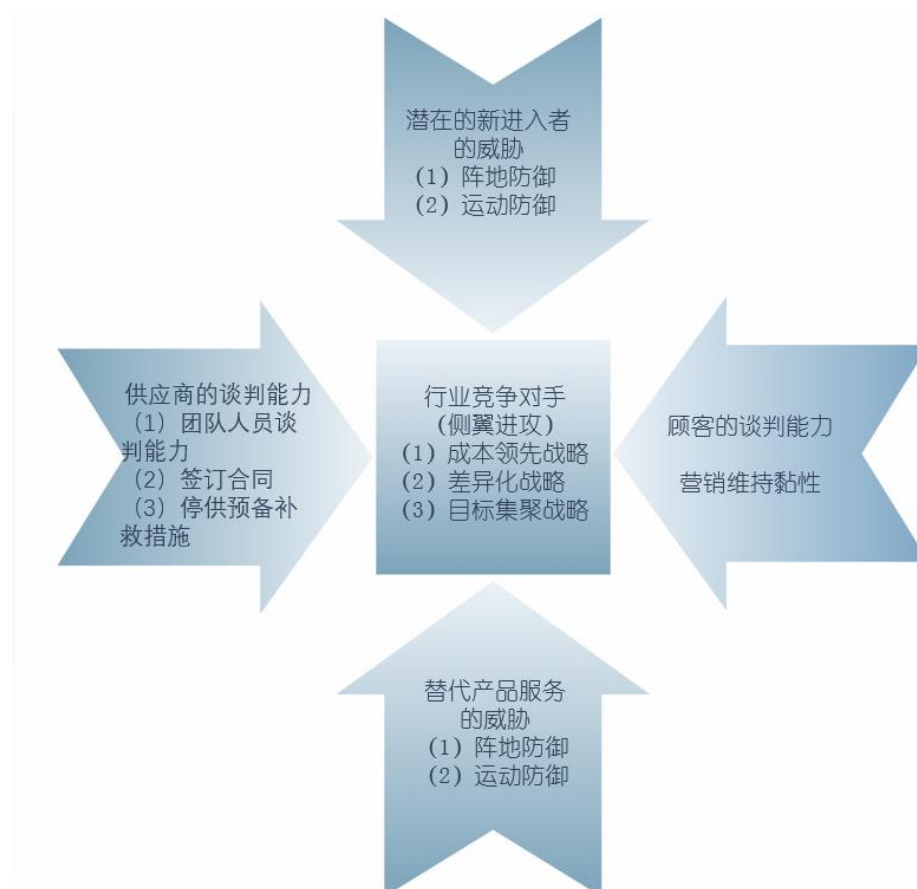 潜在的新进入者
的威胁
(1) 阵地防御
(2) 运动防御
供应商的谈判能力
(1) 团队人员谈
判能力
(2) 签订合同
(3) 停供预备补
救措施
行业竞争对手
(侧翼进攻)
(1) 成本领先战略
(2) 差异化战略
(3) 目标集聚战略
顾客的谈判能力
营销维持黏性
替代产品服务
的威胁
(1) 阵地防御
(2) 运动防御